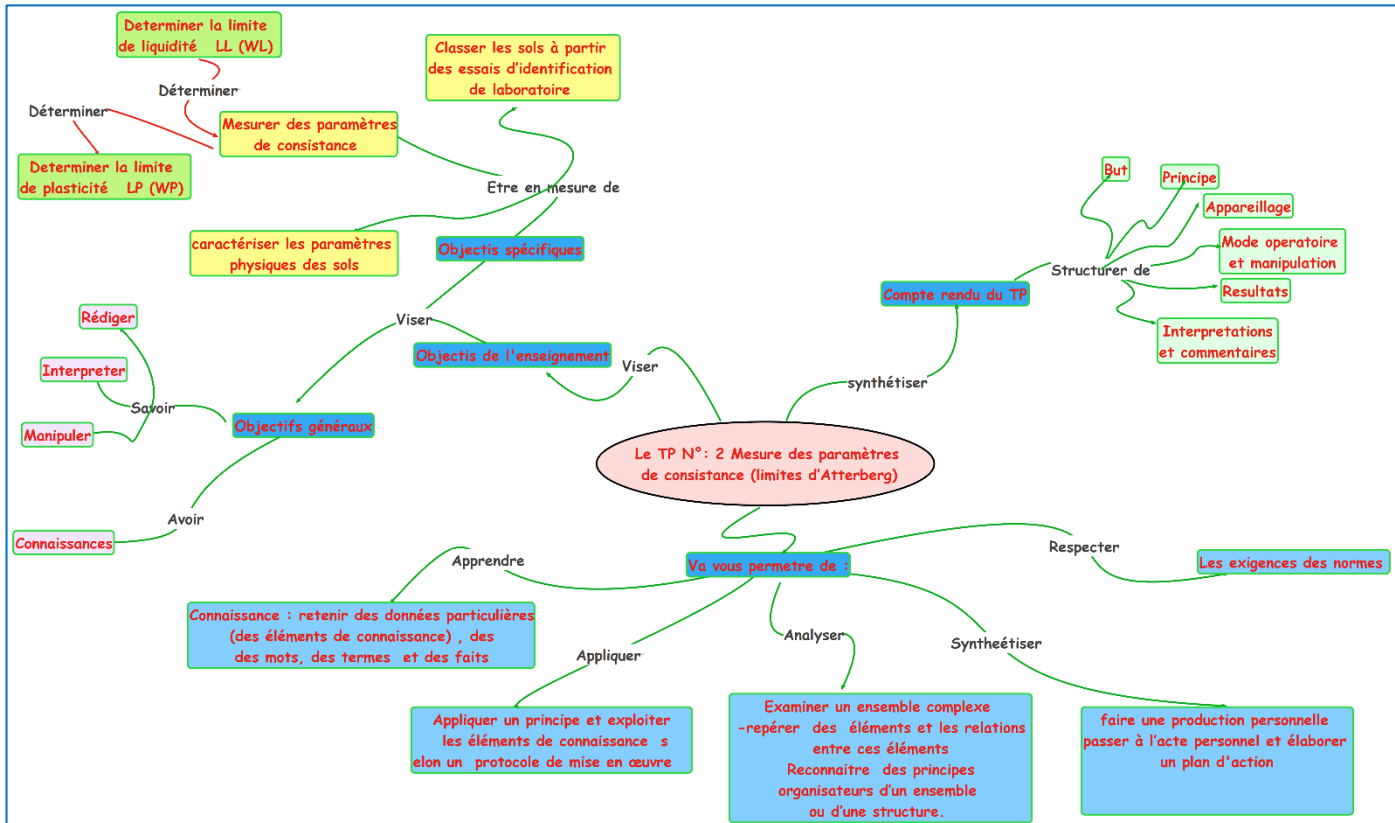 Determiner la limite
de liquidité LL (WL)
Classer les sols à partir
des essais d'identification
de laboratoire
Déterminer
Déterminer
Mesurer des paramètres
de consistance
Determiner la limite
de plasticité LP (WP)
Etre en mesure de
caractériser les paramètres
physiques des sols
Objectis spécifiques
But
Principe
Appareillage
Mode operatoire
et manipulation
Structurer de
Resultats
Compte rendu du TP
Interpretations
et commentaires
Rédiger
Viser
Objectis de l'enseignement
Viser
synthétiser
Interpreter
Savoir
Manipuler
Objectifs généraux
Le TP N°: 2 Mesure des paramètres
de consistance (limites d'Atterberg)
Avoir
Connaissances
Va vous permetre de :
Apprendre
Respecter
Les exigences des normes
Connaissance : retenir des données particulières
(des éléments de connaissance) , des
des mots, des termes et des faits
Appliquer
Analyser
Syntheétiser
Appliquer un principe et exploiter
les éléments de connaissance s
elon un protocole de mise en œuvre
Examiner un ensemble complexe
-repérer des éléments et les relations
entre ces éléments
Reconnaitre des principes
organisateurs d'un ensemble
ou d'une structure.
faire une production personnelle
passer à l'acte personnel et élaborer
un plan d'action